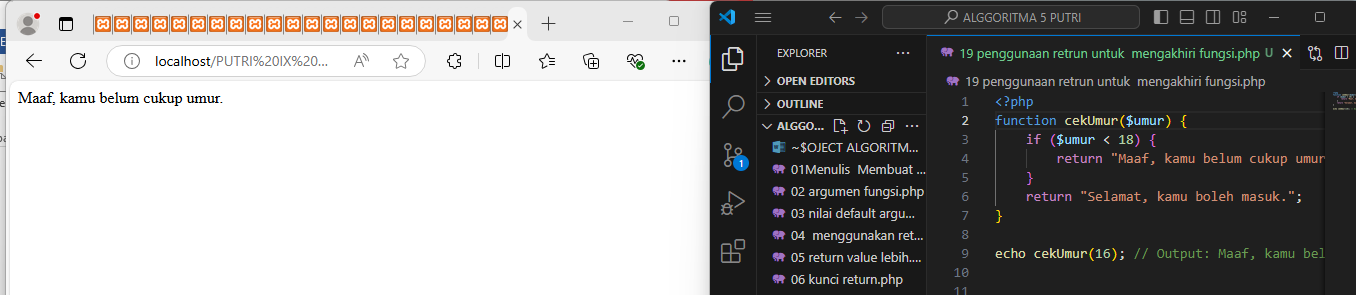 localhost/PUTRI%20IX%20...
Maaf, kamu belum cukup umur.
ALGGORITMA 5 PUTRI
EXPLORER
OPEN EDITORS
OUTLINE
ALGGO...
~$OJECT ALGORITM...
01Menulis Membuat ...
02 argumen fungsi.php
03 nilai default argu...
04 menggunakan ret...
05 return value lebih....
06 kunci return.php
1
19 penggunaan retrun untuk mengakhiri fungsi.php U
19 penggunaan retrun untuk mengakhiri fungsi.php
1 <?php
2 function cekUmur($umur) {
3 if ($umur < 18) {
4 return "Maaf, kamu belum cukup umur
5 }
6 return "Selamat, kamu boleh masuk.";
7 }
8
9 echo cekUmur(16); // Output: Maaf, kamu bel
10
11